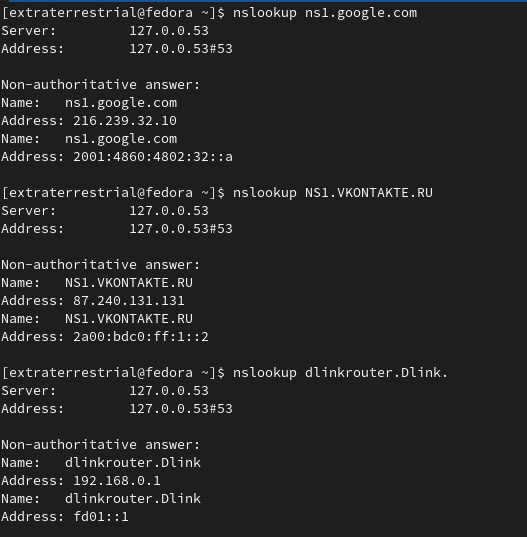 [extraterrestrial@fedora ~]$ nslookup ns1.google.com
Server:         127.0.0.53
Address:        127.0.0.53#53

Non-authoritative answer:
Name:   ns1.google.com
Address: 216.239.32.10
Name:   ns1.google.com
Address: 2001:4860:4802:32::a

[extraterrestrial@fedora ~]$ nslookup NS1.VKONTAKTE.RU
Server:         127.0.0.53
Address:        127.0.0.53#53

Non-authoritative answer:
Name:   NS1.VKONTAKTE.RU
Address: 87.240.131.131
Name:   NS1.VKONTAKTE.RU
Address: 2a00:bdc0:ff:1::2

[extraterrestrial@fedora ~]$ nslookup dlinkrouter.Dlink.
Server:         127.0.0.53
Address:        127.0.0.53#53

Non-authoritative answer:
Name:   dlinkrouter.Dlink
Address: 192.168.0.1
Name:   dlinkrouter.Dlink
Address: fd01::1